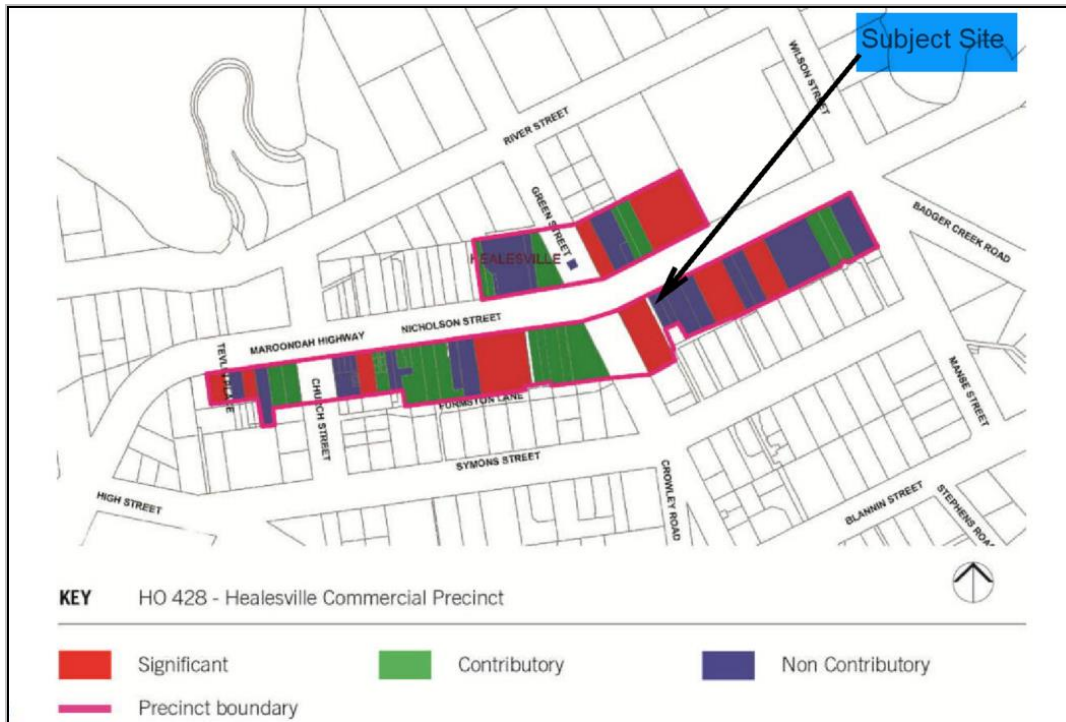 Subject Site
WILSON STREET
RIVER STREET
GREEN STREET
BADGER CREEK ROAD
HEALESVILLE
NICHOLSON STREET
MAROONDAH HIGHWAY
MANSE STREET
CHURCH STREET
SYMONS STREET
CROWLEY ROAD
BLANNIN STREET
HIGH STREET
KEY HO 428 - Healesville Commercial Precinct
Significant
Contributory
Non Contributory
Precinct boundary